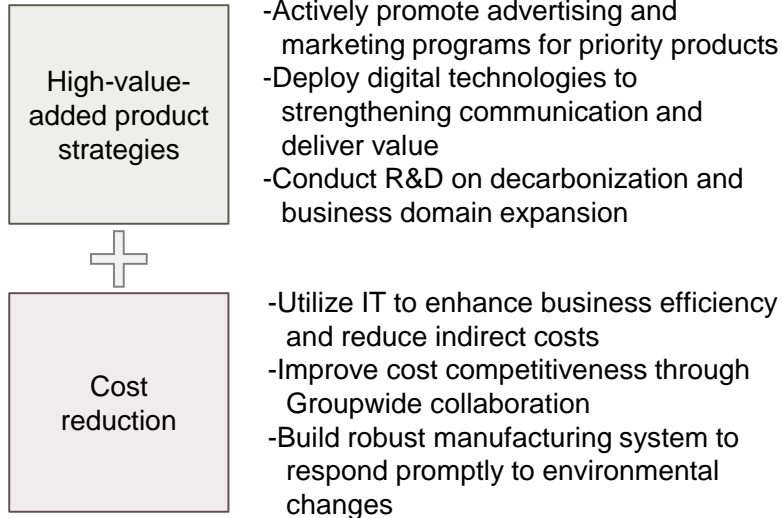 High-value-
added product
strategies
-Actively promote advertising and
marketing programs for priority products
-Deploy digital technologies to
strengthening communication and
deliver value
-Conduct R&D on decarbonization and
business domain expansion
Cost
reduction
-Utilize IT to enhance business efficiency
and reduce indirect costs
-Improve cost competitiveness through
Groupwide collaboration
-Build robust manufacturing system to
respond promptly to environmental
changes